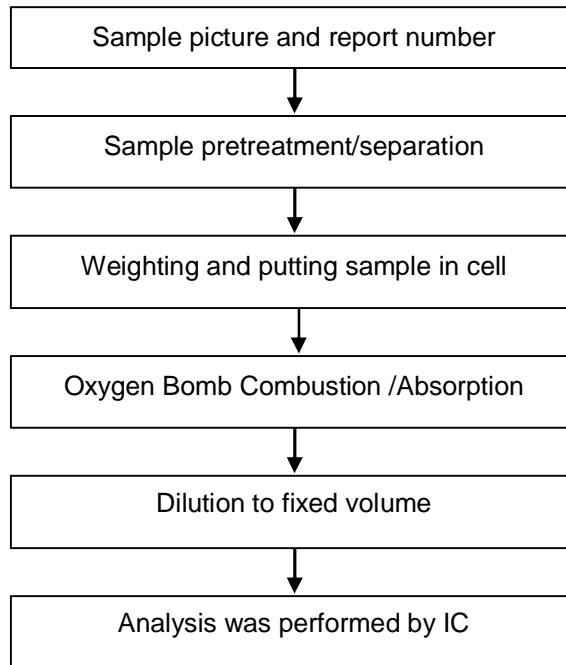 Sample picture and report number
Sample pretreatment/separation
Weighting and putting sample in cell
Oxygen Bomb Combustion /Absorption
Dilution to fixed volume
Analysis was performed by IC